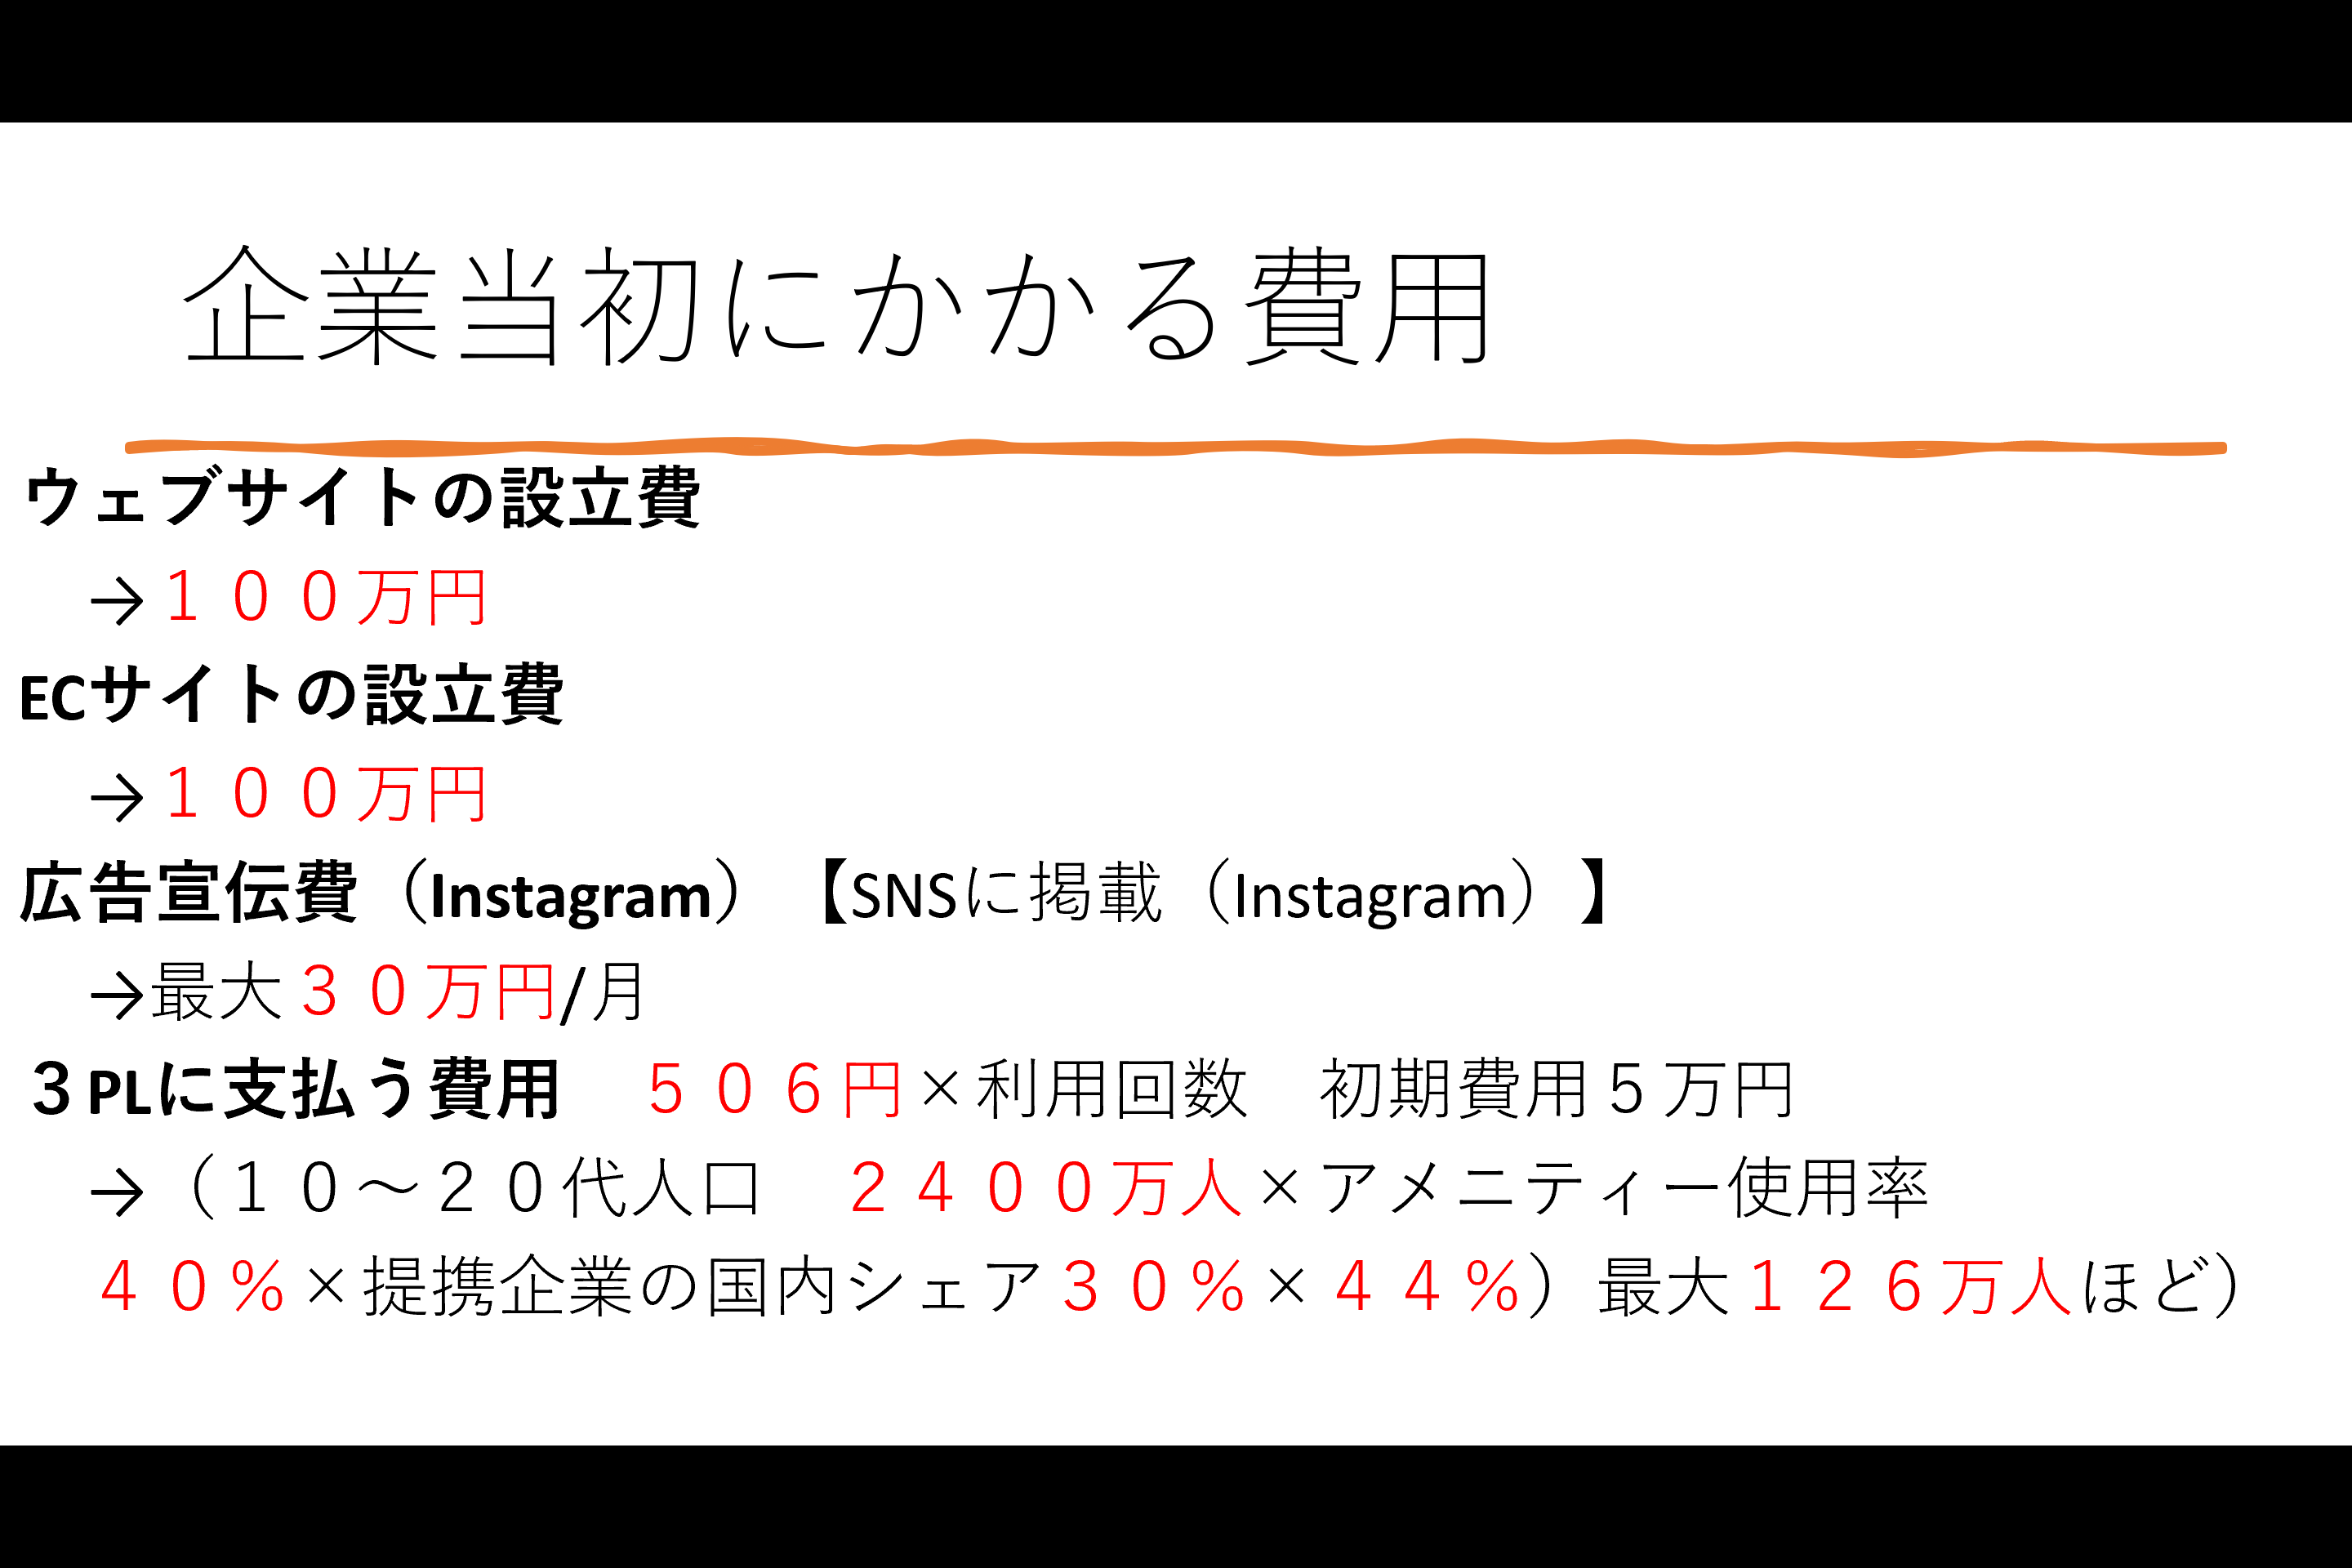 企業当初にかかる費用
ウェブサイトの設立費
→１００万円
ECサイトの設立費
→１００万円
広告宣伝費（Instagram）　【SNSに掲載（Instagram）】
→最大３０万円/月
３PLに支払う費用　５０６円×利用回数　初期費用５万円
→（１０～２０代人口　２４００万人×アメニティー使用率
４０％×提携企業の国内シェア３０％×４４％）最大１２６万人ほど）